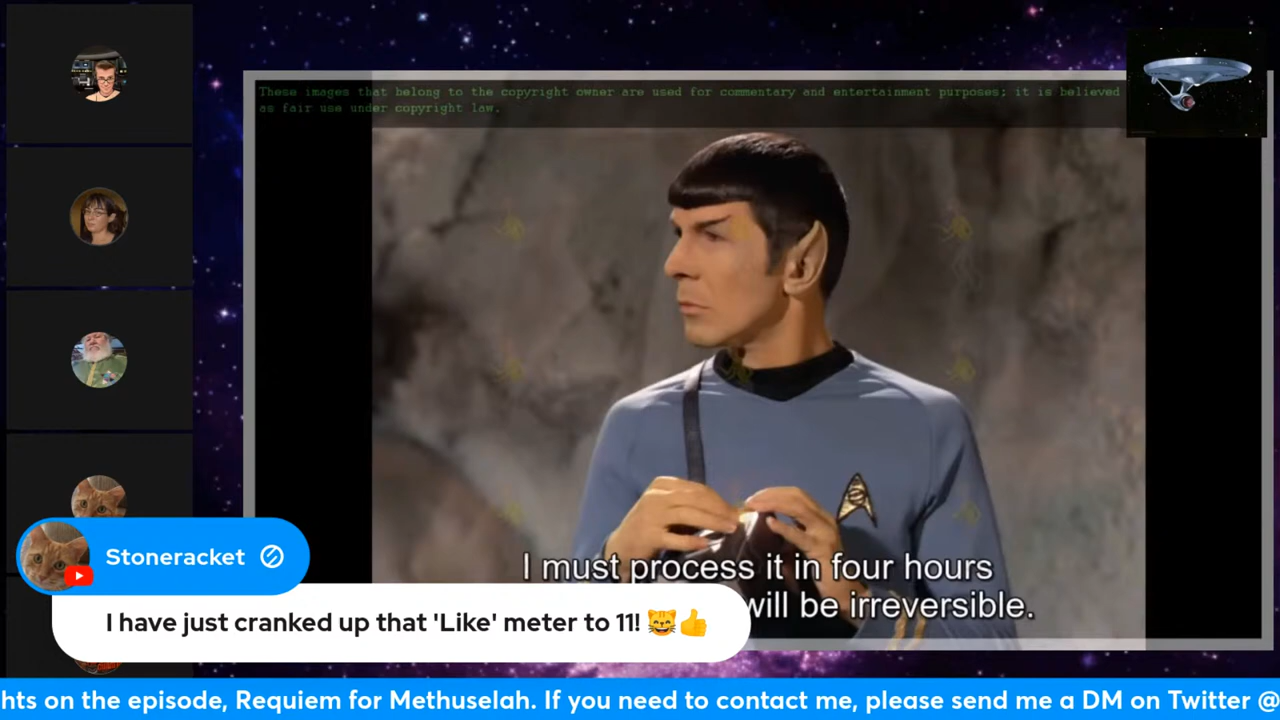 These images that belong to the copyright owner are used for commentary and entertainment purposes; it is believed
as fair use under copyright law.
I must process it in four hours
will be irreversible.
Stoneracket
I have just cranked up that 'Like' meter to 11! 😸👍
hts on the episode, Requiem for Methuselah. If you need to contact me, please send me a DM on Twitter @